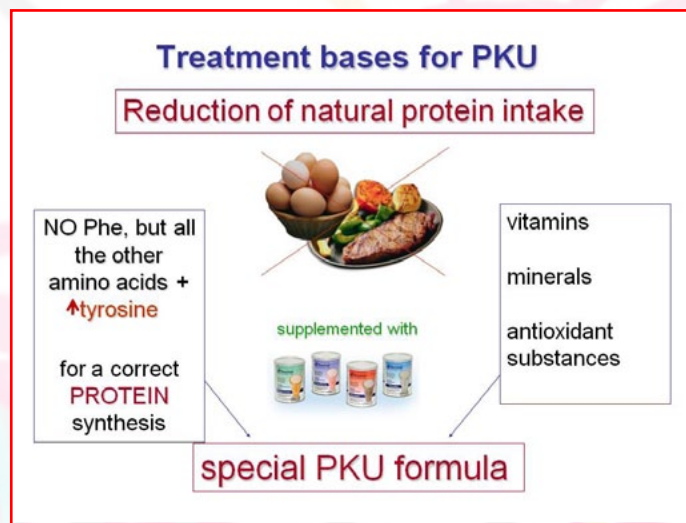 Treatment bases for PKU
Reduction of natural protein intake
NO Phe, but all
the other
amino acids +
↑tyrosine
for a correct
PROTEIN
synthesis
supplemented with
vitamins
minerals
antioxidant
substances
special PKU formula